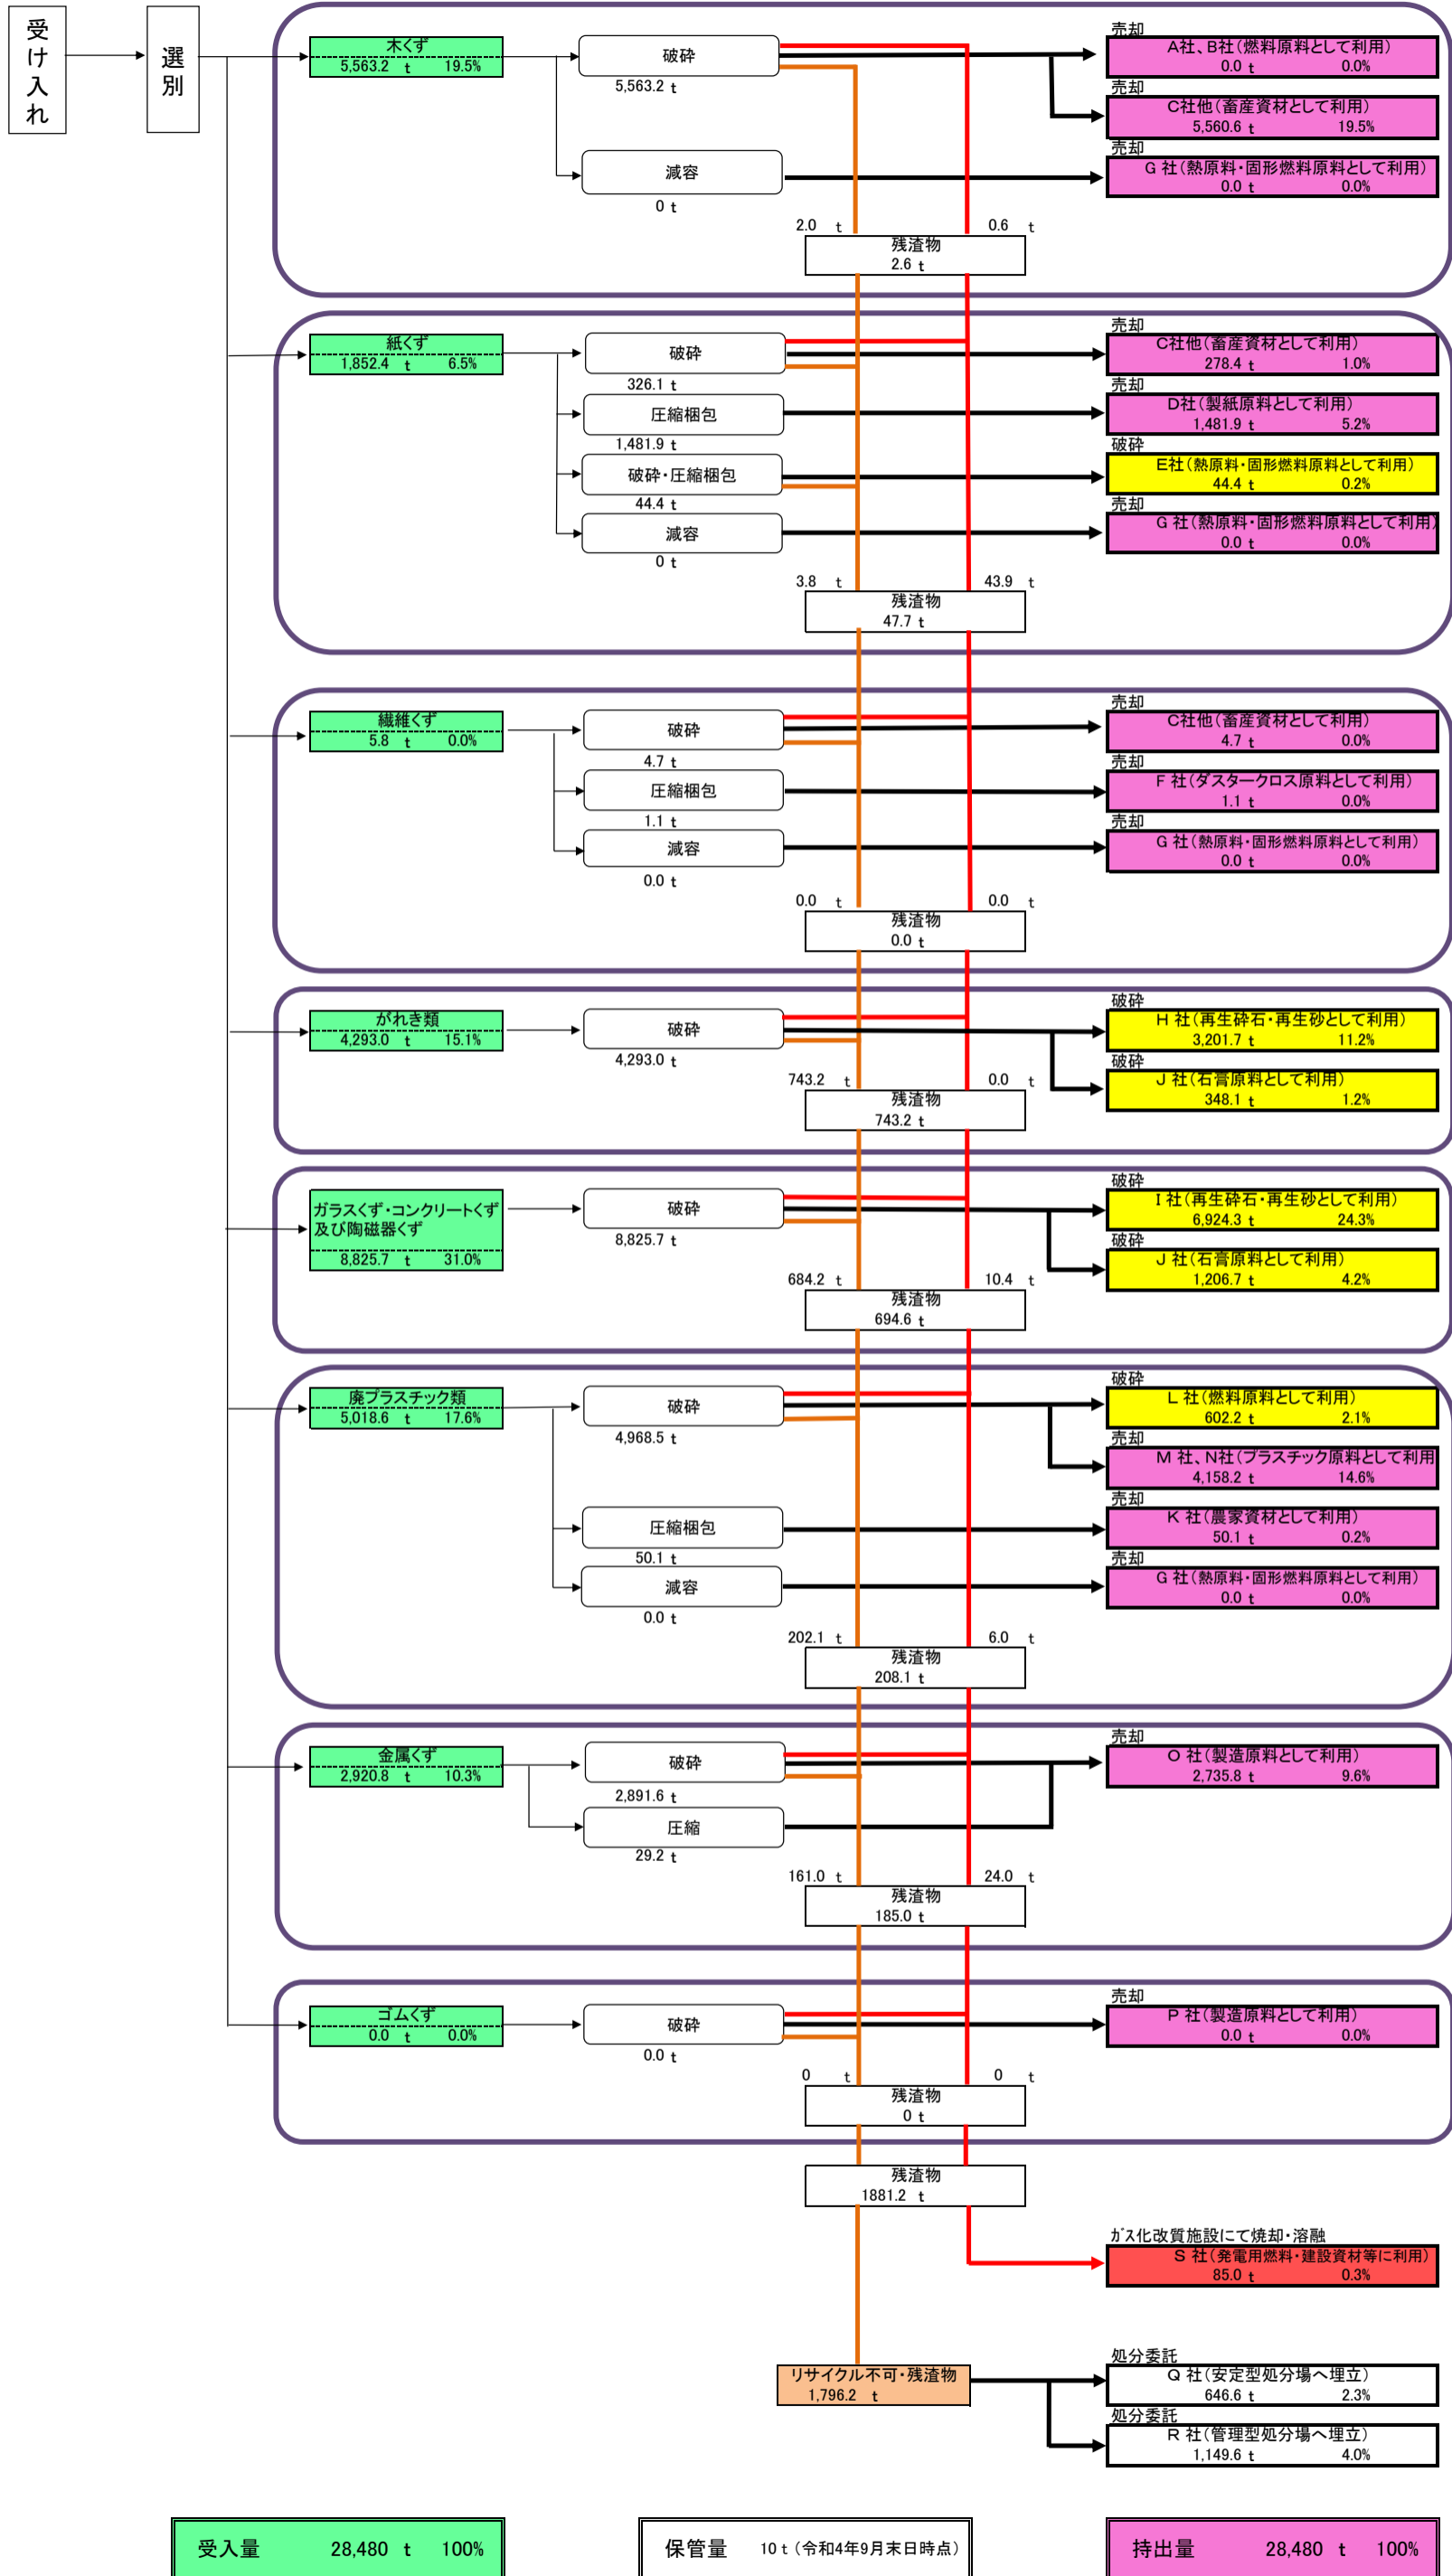 受け入れ
選別
木くず
5,563.2 t 19.5%
破砕
5,563.2 t
減容
0 t
売却
A社、B社(燃料原料として利用)
0.0 t 0.0%
売却
C社他(畜産資材として利用)
5,560.6 t 19.5%
売却
G 社(熱原料・固形燃料原料として利用)
0.0 t 0.0%
2.0 t 0.6 t
残渣物
2.6 t
紙くず
1,852.4 t 6.5%
破砕
326.1 t
圧縮梱包
1,481.9 t
破砕・圧縮梱包
44.4 t
減容
0 t
売却
C社他(畜産資材として利用)
278.4 t 1.0%
売却
D社(製紙原料として利用)
1,481.9 t 5.2%
破砕
E社(熱原料・固形燃料原料として利用)
44.4 t 0.2%
売却
G 社(熱原料・固形燃料原料として利用)
0.0 t 0.0%
3.8 t 43.9 t
残渣物
47.7 t
繊維くず
5.8 t 0.0%
破砕
4.7 t
圧縮梱包
1.1 t
減容
0.0 t
売却
C社他(畜産資材として利用)
4.7 t 0.0%
売却
F 社(ダスタークロス原料として利用)
1.1 t 0.0%
売却
G 社(熱原料・固形燃料原料として利用)
0.0 t 0.0%
0.0 t 0.0 t
残渣物
0.0 t
がれき類
4,293.0 t 15.1%
破砕
4,293.0 t
破砕
H 社(再生砕石・再生砂として利用)
3,201.7 t 11.2%
破砕
J 社(石膏原料として利用)
348.1 t 1.2%
743.2 t 0.0 t
残渣物
743.2 t
ガラスくず・コンクリートくず
及び陶磁器くず
8,825.7 t 31.0%
破砕
8,825.7 t
破砕
I 社(再生砕石・再生砂として利用)
6,924.3 t 24.3%
破砕
J 社(石膏原料として利用)
1,206.7 t 4.2%
684.2 t 10.4 t
残渣物
694.6 t
廃プラスチック類
5,018.6 t 17.6%
破砕
4,968.5 t
圧縮梱包
50.1 t
減容
0.0 t
破砕
L 社(燃料原料として利用)
602.2 t 2.1%
売却
M 社、N社(プラスチック原料として利用
4,158.2 t 14.6%
売却
K 社(農家資材として利用)
50.1 t 0.2%
売却
G 社(熱原料・固形燃料原料として利用)
0.0 t 0.0%
202.1 t 6.0 t
残渣物
208.1 t
金属くず
2,920.8 t 10.3%
破砕
2,891.6 t
圧縮
29.2 t
売却
O 社(製造原料として利用)
2,735.8 t 9.6%
161.0 t 24.0 t
残渣物
185.0 t
ゴムくず
0.0 t 0.0%
破砕
0.0 t
売却
P 社(製造原料として利用)
0.0 t 0.0%
0 t 0 t
残渣物
0 t
残渣物
1881.2 t
ガス化改質施設にて焼却・溶融
S 社(発電用燃料・建設資材等に利用)
85.0 t 0.3%
リサイクル不可・残渣物
1,796.2 t
処分委託
Q 社(安定型処分場へ埋立)
646.6 t 2.3%
処分委託
R 社(管理型処分場へ埋立)
1,149.6 t 4.0%
受入量 28,480 t 100%
保管量 10 t (令和4年9月末日時点)
持出量 28,480 t 100%